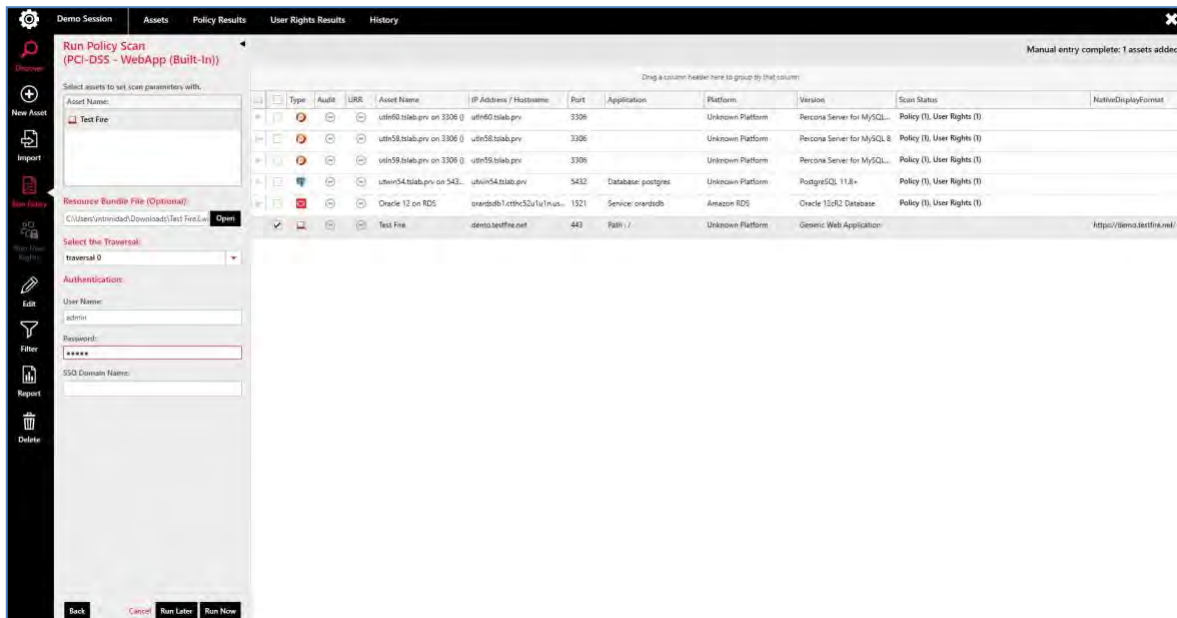 Demo Session Assets Policy Results User Rights Results History
Discover
New Asset
Import
Run Policy
Run User Rights
Edit
Filter
Report
Delete
Run Policy Scan
(PCI-DSS - WebApp (Built-In))
Select assets to set scan parameters with.
Asset Name:
Test Fire
Resource Bundle File (Optional):
Open
Select the Traversal:
traversal 0
Authentication:
User Name:
admin
Password:
*****
SSO Domain Name:
Back Cancel Run Later Run Now
Manual entry complete: 1 assets added
Drag a column header here to group by that column
Type Audit URR Asset Name IP Address / Hostname Port Application Platform Version Scan Status NativeDisplayFormat
utln60.tslab.prv on 3306 () utln60.tslab.prv 3306 Unknown Platform Percona Server for MySQL... Policy (1), User Rights (1)
utln58.tslab.prv on 3306 () utln58.tslab.prv 3306 Unknown Platform Percona Server for MySQL 8 Policy (1), User Rights (1)
utln59.tslab.prv on 3306 () utln59.tslab.prv 3306 Unknown Platform Percona Server for MySQL... Policy (1), User Rights (1)
utwin54.tslab.prv on 543... utwin54.tslab.prv 5432 Database: postgres Unknown Platform PostgreSQL 11.8+ Policy (1), User Rights (1)
Oracle 12 on RDS 1521 Service: orardsdb Amazon RDS Oracle 12cR2 Database Policy (1), User Rights (1)
Test Fire demo.testfire.net 443 Path : / Unknown Platform Generic Web Application https://demo.testfire.net/